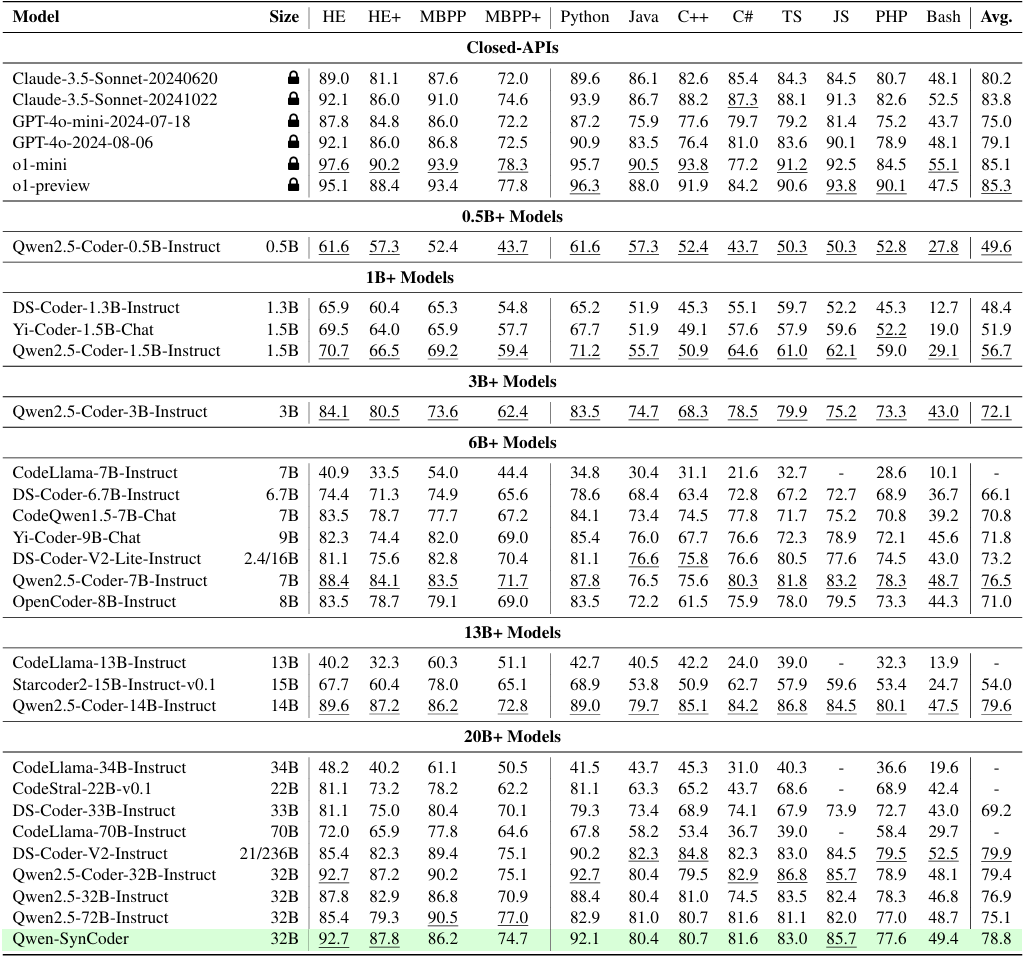 Model Size HE HE+ MBPP MBPP+ Python Java C++ C# TS JS PHP Bash Avg.
Closed-APIs
Claude-3.5-Sonnet-20240620 89.0 81.1 87.6 72.0 89.6 86.1 82.6 85.4 84.3 84.5 80.7 48.1 80.2
Claude-3.5-Sonnet-20241022 92.1 86.0 91.0 74.6 93.9 86.7 88.2 87.3 88.1 91.3 82.6 52.5 83.8
GPT-4o-mini-2024-07-18 87.8 84.8 86.0 72.2 87.2 75.9 77.6 79.7 79.2 81.4 75.2 43.7 75.0
GPT-4o-2024-08-06 92.1 86.0 86.8 72.5 90.9 83.5 76.4 81.0 83.6 90.1 78.9 48.1 79.1
o1-mini 97.6 90.2 93.9 78.3 95.7 90.5 93.8 77.2 91.2 92.5 84.5 55.1 85.1
o1-preview 95.1 88.4 93.4 77.8 96.3 88.0 91.9 84.2 90.6 93.8 90.1 47.5 85.3
0.5B+ Models
Qwen2.5-Coder-0.5B-Instruct 0.5B 61.6 57.3 52.4 43.7 61.6 57.3 52.4 43.7 50.3 50.3 52.8 27.8 49.6
1B+ Models
DS-Coder-1.3B-Instruct 1.3B 65.9 60.4 65.3 54.8 65.2 51.9 45.3 55.1 59.7 52.2 45.3 12.7 48.4
Yi-Coder-1.5B-Chat 1.5B 69.5 64.0 65.9 57.7 67.7 51.9 49.1 57.6 57.9 59.6 52.2 19.0 51.9
Qwen2.5-Coder-1.5B-Instruct 1.5B 70.7 66.5 69.2 59.4 71.2 55.7 50.9 64.6 61.0 62.1 59.0 29.1 56.7
3B+ Models
Qwen2.5-Coder-3B-Instruct 3B 84.1 80.5 73.6 62.4 83.5 74.7 68.3 78.5 79.9 75.2 73.3 43.0 72.1
6B+ Models
CodeLlama-7B-Instruct 7B 40.9 33.5 54.0 44.4 34.8 30.4 31.1 21.6 32.7 - 28.6 10.1 -
DS-Coder-6.7B-Instruct 6.7B 74.4 71.3 74.9 65.6 78.6 68.4 63.4 72.8 67.2 72.7 68.9 36.7 66.1
CodeQwen1.5-7B-Chat 7B 83.5 78.7 77.7 67.2 84.1 73.4 74.5 77.8 71.7 75.2 70.8 39.2 70.8
Yi-Coder-9B-Chat 9B 82.3 74.4 82.0 69.0 85.4 76.0 67.7 76.6 72.3 78.9 72.1 45.6 71.8
DS-Coder-V2-Lite-Instruct 2.4/16B 81.1 75.6 82.8 70.4 81.1 76.6 75.8 76.6 80.5 77.6 74.5 43.0 73.2
Qwen2.5-Coder-7B-Instruct 7B 88.4 84.1 83.5 71.7 87.8 76.5 75.6 80.3 81.8 83.2 78.3 48.7 76.5
OpenCoder-8B-Instruct 8B 83.5 78.7 79.1 69.0 83.5 72.2 61.5 75.9 78.0 79.5 73.3 44.3 71.0
13B+ Models
CodeLlama-13B-Instruct 13B 40.2 32.3 60.3 51.1 42.7 40.5 42.2 24.0 39.0 - 32.3 13.9 -
Starcoder2-15B-Instruct-v0.1 15B 67.7 60.4 78.0 65.1 68.9 53.8 50.9 62.7 57.9 59.6 53.4 24.7 54.0
Qwen2.5-Coder-14B-Instruct 14B 89.6 87.2 86.2 72.8 89.0 79.7 85.1 84.2 86.8 84.5 80.1 47.5 79.6
20B+ Models
CodeLlama-34B-Instruct 34B 48.2 40.2 61.1 50.5 41.5 43.7 45.3 31.0 40.3 - 36.6 19.6 -
CodeStral-22B-v0.1 22B 81.1 73.2 78.2 62.2 81.1 63.3 65.2 43.7 68.6 - 68.9 42.4 -
DS-Coder-33B-Instruct 33B 81.1 75.0 80.4 70.1 79.3 73.4 68.9 74.1 67.9 73.9 72.7 43.0 69.2
CodeLlama-70B-Instruct 70B 72.0 65.9 77.8 64.6 67.8 58.2 53.4 36.7 39.0 - 58.4 29.7 -
DS-Coder-V2-Instruct 21/236B 85.4 82.3 89.4 75.1 90.2 82.3 84.8 82.3 83.0 84.5 79.5 52.5 79.9
Qwen2.5-Coder-32B-Instruct 32B 92.7 87.2 90.2 75.1 92.7 80.4 79.5 82.9 86.8 85.7 78.9 48.1 79.4
Qwen2.5-32B-Instruct 32B 87.8 82.9 86.8 70.9 88.4 80.4 81.0 74.5 83.5 82.4 78.3 46.8 76.9
Qwen2.5-72B-Instruct 32B 85.4 79.3 90.5 77.0 82.9 81.0 80.7 81.6 81.1 82.0 77.0 48.7 75.1
Qwen-SynCoder 32B 92.7 87.8 86.2 74.7 92.1 80.4 80.7 81.6 83.0 85.7 77.6 49.4 78.8